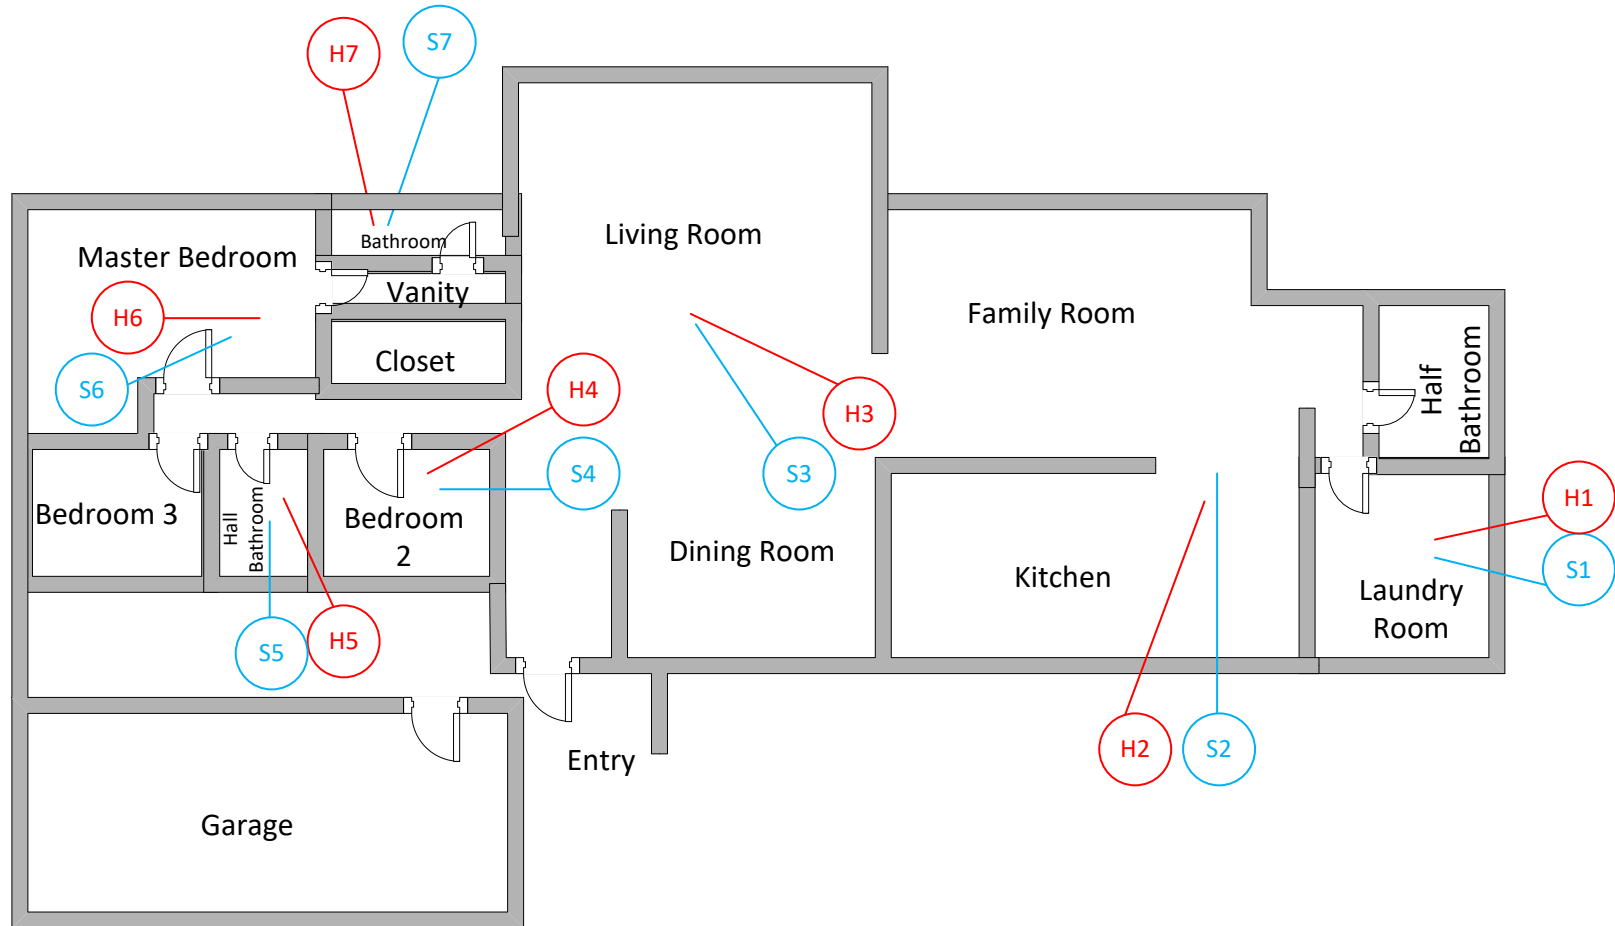 H7
S7
Living Room
Bathroom
Master Bedroom
Vanity
Family Room
H6
Closet
S6
H4
H3
Half
Bathroom
S4
S3
H1
Bedroom 3
Hall
Bathroom
Bedroom
2
Dining Room
Kitchen
S1
Laundry
Room
S5
H5
H2
S2
Entry
Garage